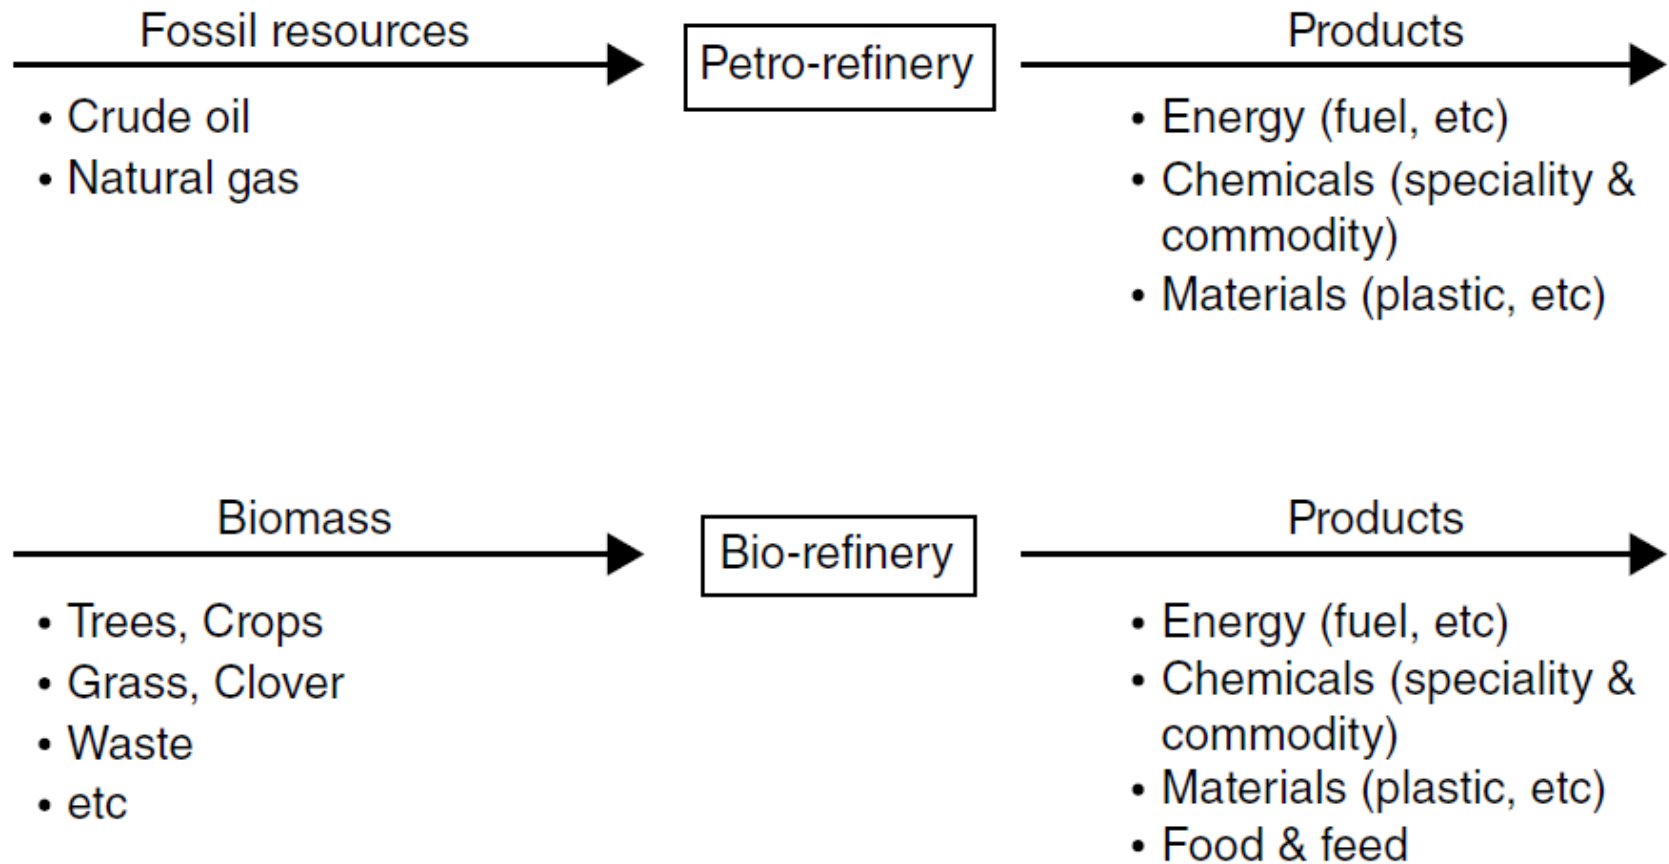 Fossil resources
Petro-refinery
Products
• Crude oil
• Natural gas
• Energy (fuel, etc)
• Chemicals (speciality &
commodity)
• Materials (plastic, etc)
Biomass
Bio-refinery
Products
• Trees, Crops
• Grass, Clover
• Waste
• etc
• Energy (fuel, etc)
• Chemicals (speciality &
commodity)
• Materials (plastic, etc)
• Food & feed